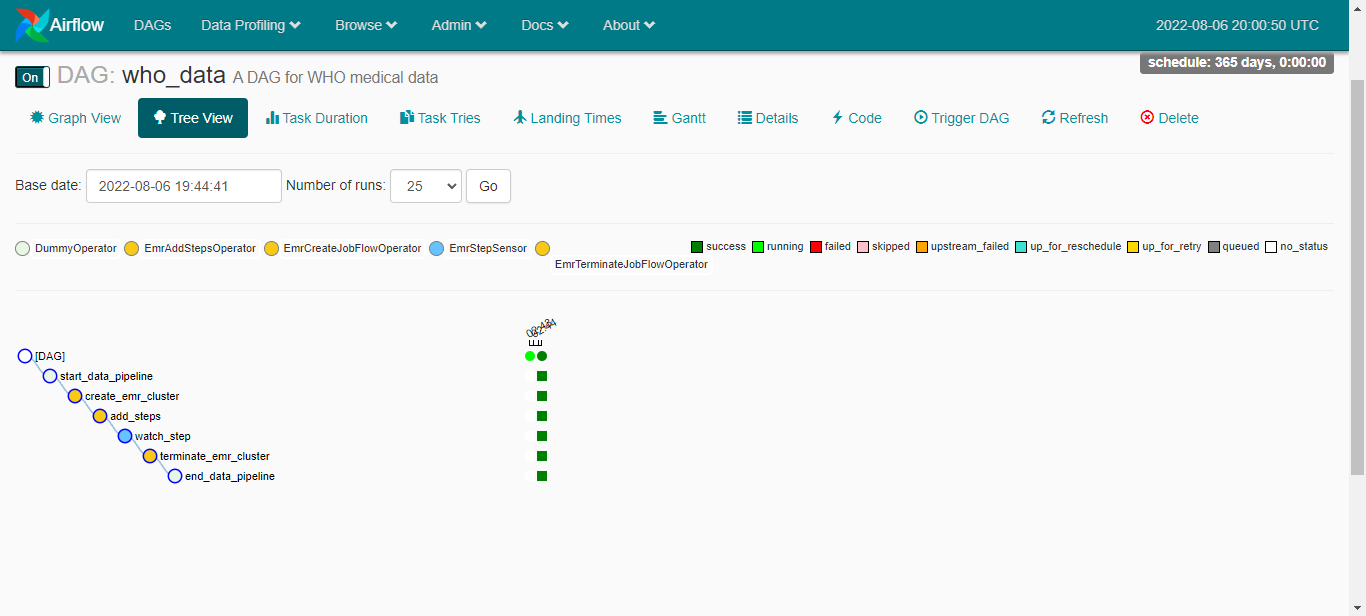 Airflow DAGs Data Profiling Browse Admin Docs About 2022-08-06 20:00:50 UTC
On DAG: who_data A DAG for WHO medical data schedule: 365 days, 0:00:00
Graph View Tree View Task Duration Task Tries Landing Times Gantt Details Code Trigger DAG Refresh Delete
Base date: 2022-08-06 19:44:41 Number of runs: 25 Go
DummyOperator EmrAddStepsOperator EmrCreateJobFlowOperator EmrStepSensor success running failed skipped upstream_failed up_for_reschedule up_for_retry queued no_status
EmrTerminateJobFlowOperator
[DAG]
start_data_pipeline
create_emr_cluster
add_steps
watch_step
terminate_emr_cluster
end_data_pipeline